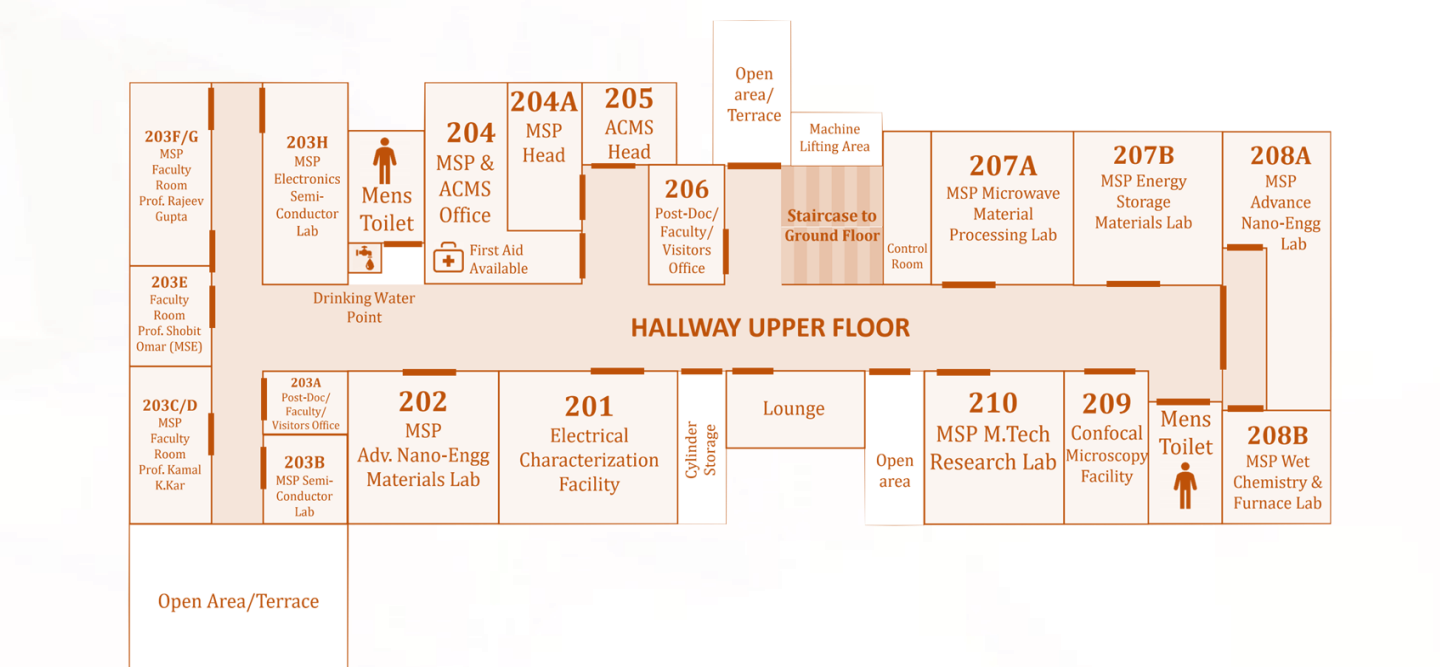 203F/G
MSP
Faculty
Room
Prof. Rajeev
Gupta
203E
Faculty
Room
Prof. Shobit
Omar (MSE)
203C/D
MSP
Faculty
Room
Prof. Kamal
K.Kar
203H
MSP
Electronics
Semi-
Conductor
Lab
Mens
Toilet
Drinking Water
Point
204
MSP &
ACMS
Office
First Aid
Available
204A
MSP
Head
205
ACMS
Head
206
Post-Doc/
Faculty/
Visitors
Office
Open
area/
Terrace
Machine
Lifting Area
Staircase to
Ground Floor
Control
Room
207A
MSP Microwave
Material
Processing Lab
207B
MSP Energy
Storage
Materials Lab
208A
MSP
Advance
Nano-Engg
Lab
HALLWAY UPPER FLOOR
203A
Post-Doc/
Faculty/
Visitors Office
203B
MSP Semi-
Conductor
Lab
202
MSP
Adv. Nano-Engg
Materials Lab
201
Electrical
Characterization
Facility
Cylinder
Storage
Lounge
Open
area
210
MSP M.Tech
Research Lab
209
Confocal
Microscopy
Facility
Mens
Toilet
208B
MSP Wet
Chemistry &
Furnace Lab
Open Area/Terrace